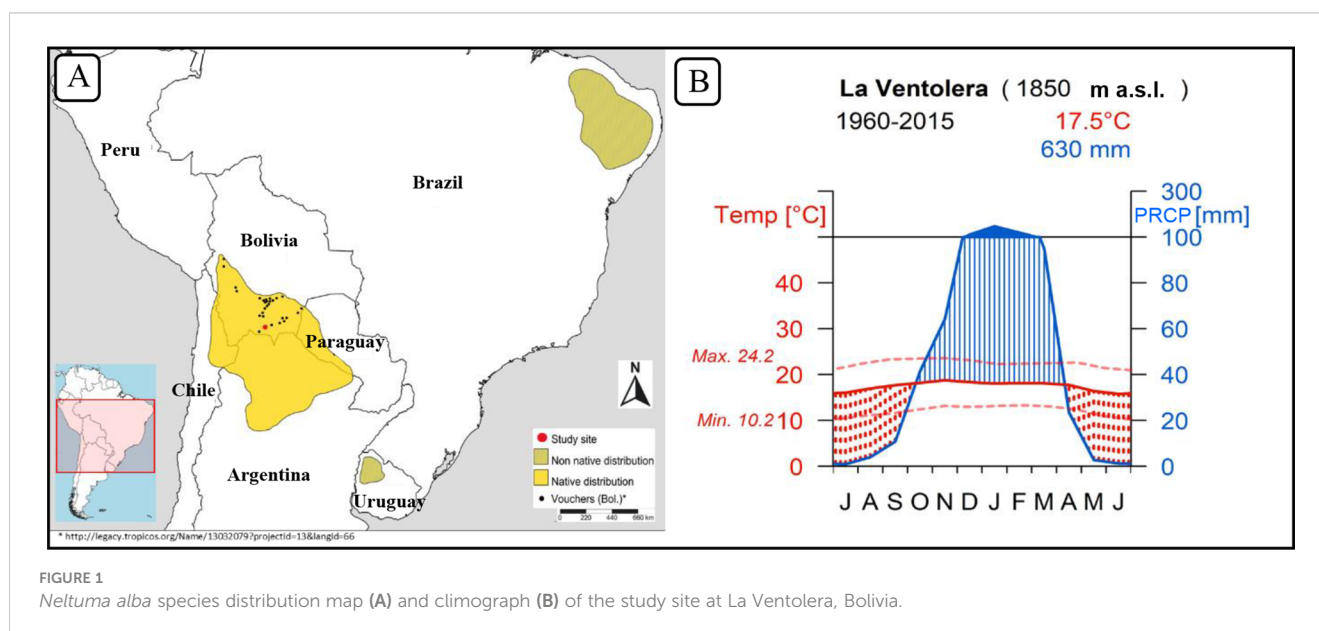 A
Peru
Brazil
Bolivia
Paraguay
Chile
Argentina
Uruguay
N
Study site
Non native distribution
Native distribution
Vouchers (Bol.)*
0 220 440 660 km
* http://legacy.tropicos.org/Name/13032079?projectid=13&langid=66
B
La Ventolera ( 1850 m a.s.l. )
1960-2015 17.5°C
630 mm
Temp [°C]
300
PRCP [mm]
100
40 80
30 60
Max. 24.2
20 40
Min. 10.2 10 20
0 0
J A S O N D J F M A M J
FIGURE 1
Neltuma alba species distribution map (A) and climograph (B) of the study site at La Ventolera, Bolivia.